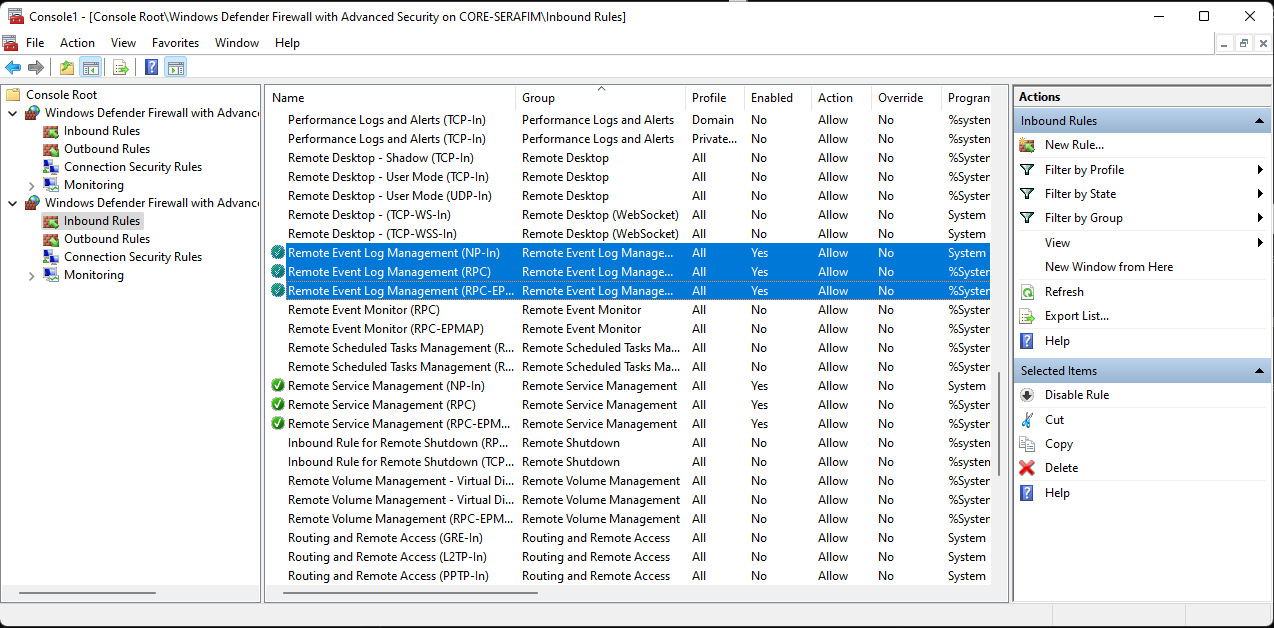 Console1 - [Console Root\Windows Defender Firewall with Advanced Security on CORE-SERAFIM\Inbound Rules]
File Action View Favorites Window Help
Console Root
Windows Defender Firewall with Advanc
Inbound Rules
Outbound Rules
Connection Security Rules
Monitoring
Windows Defender Firewall with Advanc
Inbound Rules
Outbound Rules
Connection Security Rules
Monitoring
Name Group Profile Enabled Action Override Program
Performance Logs and Alerts (TCP-In) Performance Logs and Alerts Domain No Allow No %system
Performance Logs and Alerts (TCP-In) Performance Logs and Alerts Private... No Allow No %system
Remote Desktop - Shadow (TCP-In) Remote Desktop All No Allow No %System
Remote Desktop - User Mode (TCP-In) Remote Desktop All No Allow No %System
Remote Desktop - User Mode (UDP-In) Remote Desktop All No Allow No %System
Remote Desktop - (TCP-WS-In) Remote Desktop (WebSocket) All No Allow No System
Remote Desktop - (TCP-WSS-In) Remote Desktop (WebSocket) All No Allow No System
Remote Event Log Management (NP-In) Remote Event Log Manage... All Yes Allow No System
Remote Event Log Management (RPC) Remote Event Log Manage... All Yes Allow No %System
Remote Event Log Management (RPC-EP... Remote Event Log Manage... All Yes Allow No %System
Remote Event Monitor (RPC) Remote Event Monitor All No Allow No %System
Remote Event Monitor (RPC-EPMAP) Remote Event Monitor All No Allow No %System
Remote Scheduled Tasks Management (R... Remote Scheduled Tasks Ma... All No Allow No %System
Remote Scheduled Tasks Management (R... Remote Scheduled Tasks Ma... All No Allow No %System
Remote Service Management (NP-In) Remote Service Management All Yes Allow No System
Remote Service Management (RPC) Remote Service Management All Yes Allow No %System
Remote Service Management (RPC-EPM... Remote Service Management All Yes Allow No %System
Inbound Rule for Remote Shutdown (RP... Remote Shutdown All No Allow No %system
Inbound Rule for Remote Shutdown (TCP... Remote Shutdown All No Allow No %system
Remote Volume Management - Virtual Di... Remote Volume Management All No Allow No %System
Remote Volume Management - Virtual Di... Remote Volume Management All No Allow No %System
Remote Volume Management (RPC-EPM... Remote Volume Management All No Allow No %System
Routing and Remote Access (GRE-In) Routing and Remote Access All No Allow No System
Routing and Remote Access (L2TP-In) Routing and Remote Access All No Allow No System
Routing and Remote Access (PPTP-In) Routing and Remote Access All No Allow No System
Actions
Inbound Rules
New Rule...
Filter by Profile
Filter by State
Filter by Group
View
New Window from Here
Refresh
Export List...
Help
Selected Items
Disable Rule
Cut
Copy
Delete
Help